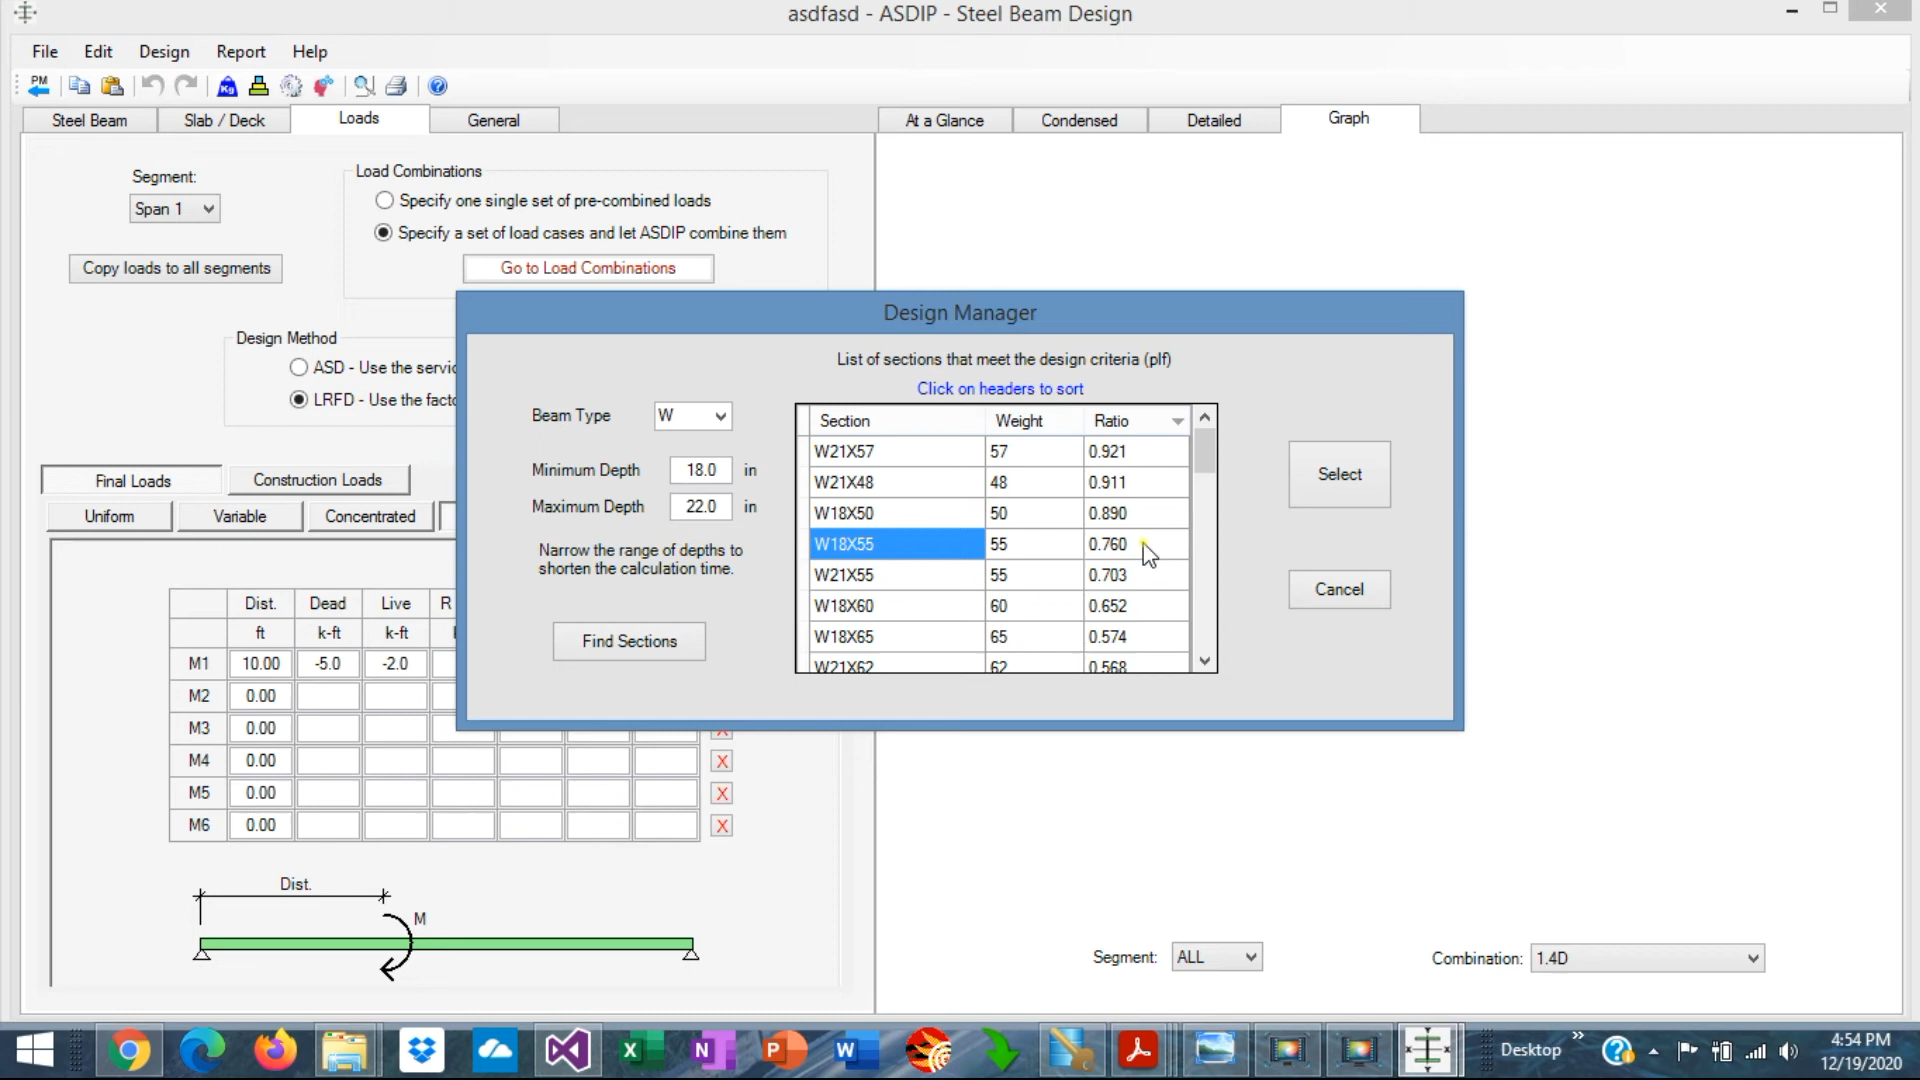 asdfasd - ASDIP - Steel Beam Design
File Edit Design Report Help
PM
Kg
Steel Beam Slab / Deck Loads General
At a Glance Condensed Detailed Graph
Segment:
Span 1
Copy loads to all segments
Load Combinations
Specify one single set of pre-combined loads
Specify a set of load cases and let ASDIP combine them
Go to Load Combinations
Design Method
ASD - Use the servic
LRFD - Use the facto
Final Loads Construction Loads
Uniform Variable Concentrated
Dist. Dead Live R
ft k-ft k-ft
M1 10.00 -5.0 -2.0
M2 0.00
M3 0.00 X
M4 0.00 X
M5 0.00 X
M6 0.00 X
Dist.
M
Design Manager
List of sections that meet the design criteria (plf)
Click on headers to sort
Beam Type W
Minimum Depth 18.0 in
Maximum Depth 22.0 in
Narrow the range of depths to
shorten the calculation time.
Find Sections
Section Weight Ratio
W21X57 57 0.921
W21X48 48 0.911
W18X50 50 0.890
W18X55 55 0.760
W21X55 55 0.703
W18X60 60 0.652
W18X65 65 0.574
W21X62 62 0.568
Select
Cancel
Segment: ALL
Combination: 1.4D
Desktop
4:54 PM
12/19/2020